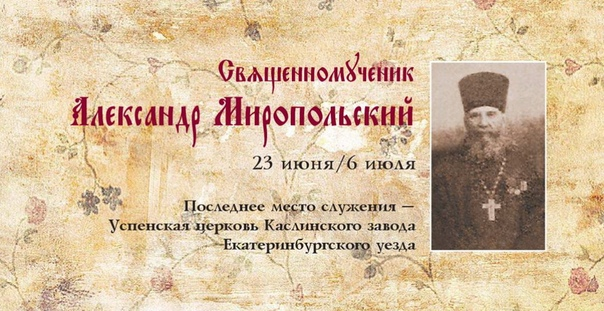 Священномученик
Александр Миропольский
23 июня/6 июля
Последнее место служения —
Успенская церковь Каслинского завода
Екатеринбургского уезда